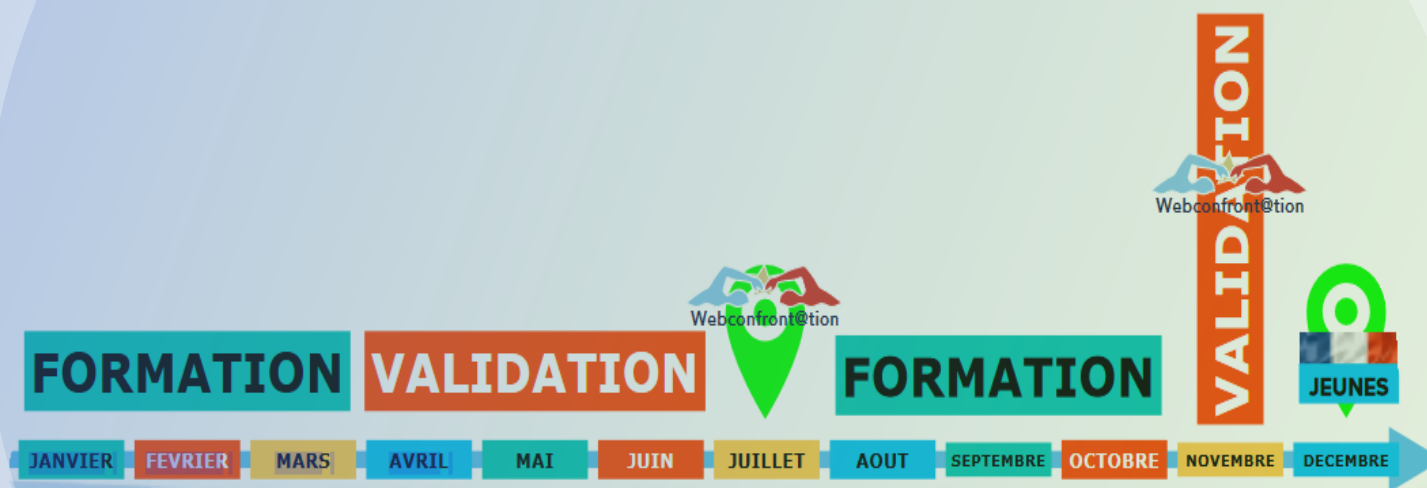 VALIDATION
Webconfront@tion
Webconfront@tion
FORMATION
VALIDATION
FORMATION
JEUNES
JANVIER
FEVRIER
MARS
AVRIL
MAI
JUIN
JUILLET
AOUT
SEPTEMBRE
OCTOBRE
NOVEMBRE
DECEMBRE